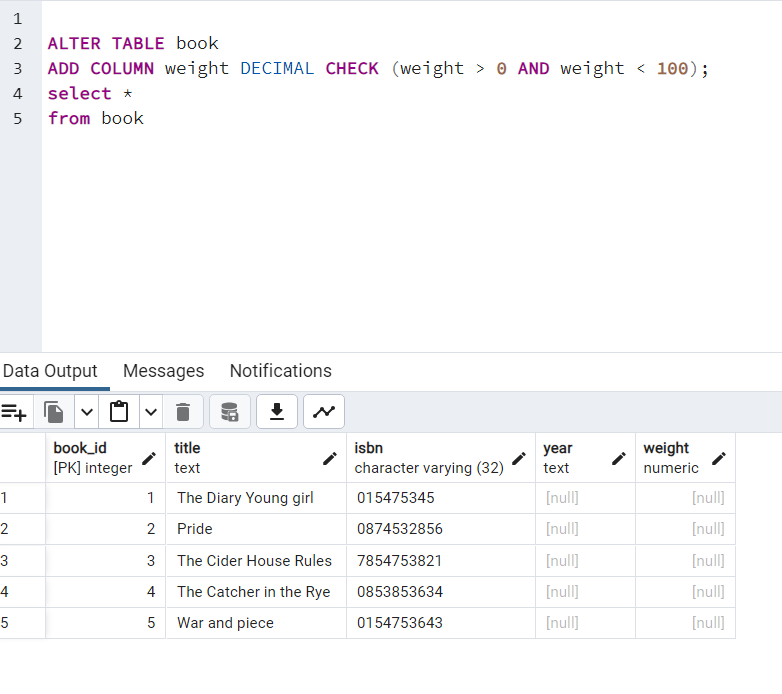 1
2 ALTER TABLE book
3 ADD COLUMN weight DECIMAL CHECK (weight > 0 AND weight < 100);
4 select *
5 from book
Data Output Messages Notifications
book_id title isbn year weight
[PK] integer text character varying (32) text numeric
1 1 The Diary Young girl 015475345 [null] [null]
2 2 Pride 0874532856 [null] [null]
3 3 The Cider House Rules 7854753821 [null] [null]
4 4 The Catcher in the Rye 0853853634 [null] [null]
5 5 War and piece 0154753643 [null] [null]